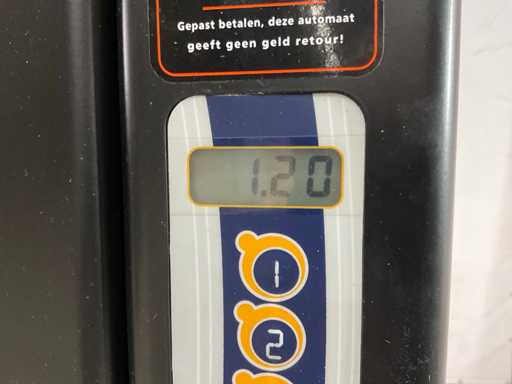 Gepast betalen, deze automaat
geeft geen geld retour!
1.20
1
2